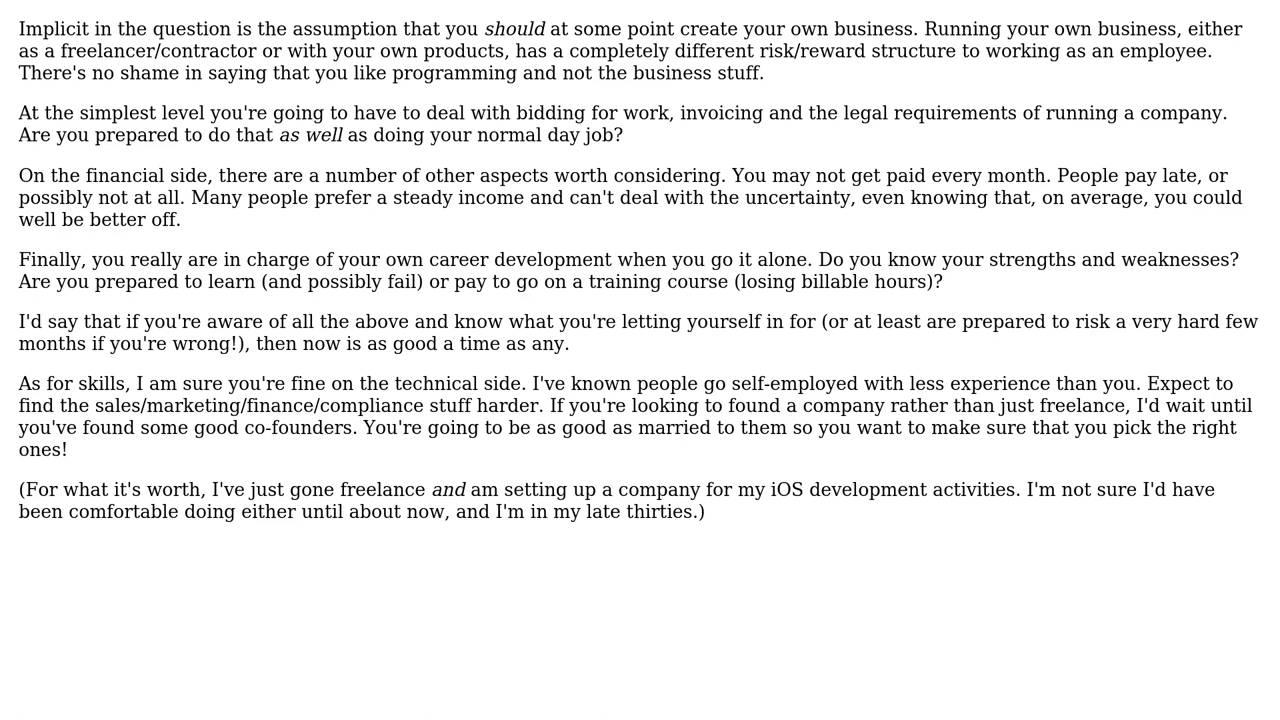 Implicit in the question is the assumption that you should at some point create your own business. Running your own business, either
as a freelancer/contractor or with your own products, has a completely different risk/reward structure to working as an employee.
There's no shame in saying that you like programming and not the business stuff.
At the simplest level you're going to have to deal with bidding for work, invoicing and the legal requirements of running a company.
Are you prepared to do that as well as doing your normal day job?
On the financial side, there are a number of other aspects worth considering. You may not get paid every month. People pay late, or
possibly not at all. Many people prefer a steady income and can't deal with the uncertainty, even knowing that, on average, you could
well be better off.
Finally, you really are in charge of your own career development when you go it alone. Do you know your strengths and weaknesses?
Are you prepared to learn (and possibly fail) or pay to go on a training course (losing billable hours)?
I'd say that if you're aware of all the above and know what you're letting yourself in for (or at least are prepared to risk a very hard few
months if you're wrong!), then now is as good a time as any.
As for skills, I am sure you're fine on the technical side. I've known people go self-employed with less experience than you. Expect to
find the sales/marketing/finance/compliance stuff harder. If you're looking to found a company rather than just freelance, I'd wait until
you've found some good co-founders. You're going to be as good as married to them so you want to make sure that you pick the right
ones!
(For what it's worth, I've just gone freelance and am setting up a company for my iOS development activities. I'm not sure I'd have
been comfortable doing either until about now, and I'm in my late thirties.)